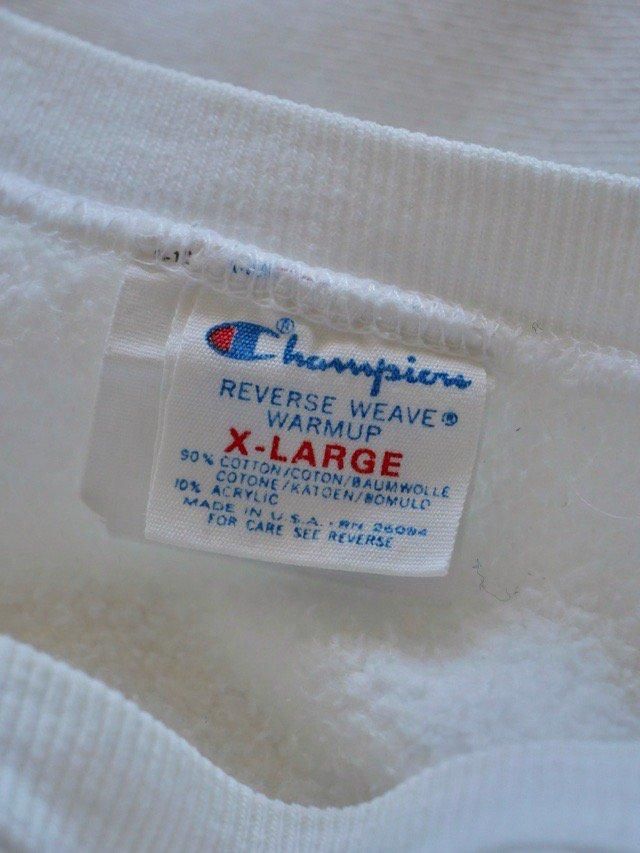 Champion®
REVERSE WEAVE®
WARMUP
X-LARGE
90% COTTON/COTON/BAUMWOLLE
COTONE/KATOEN/BOMULD
10% ACRYLIC
MADE IN U.S.A.-RN 26094
FOR CARE SEE REVERSE